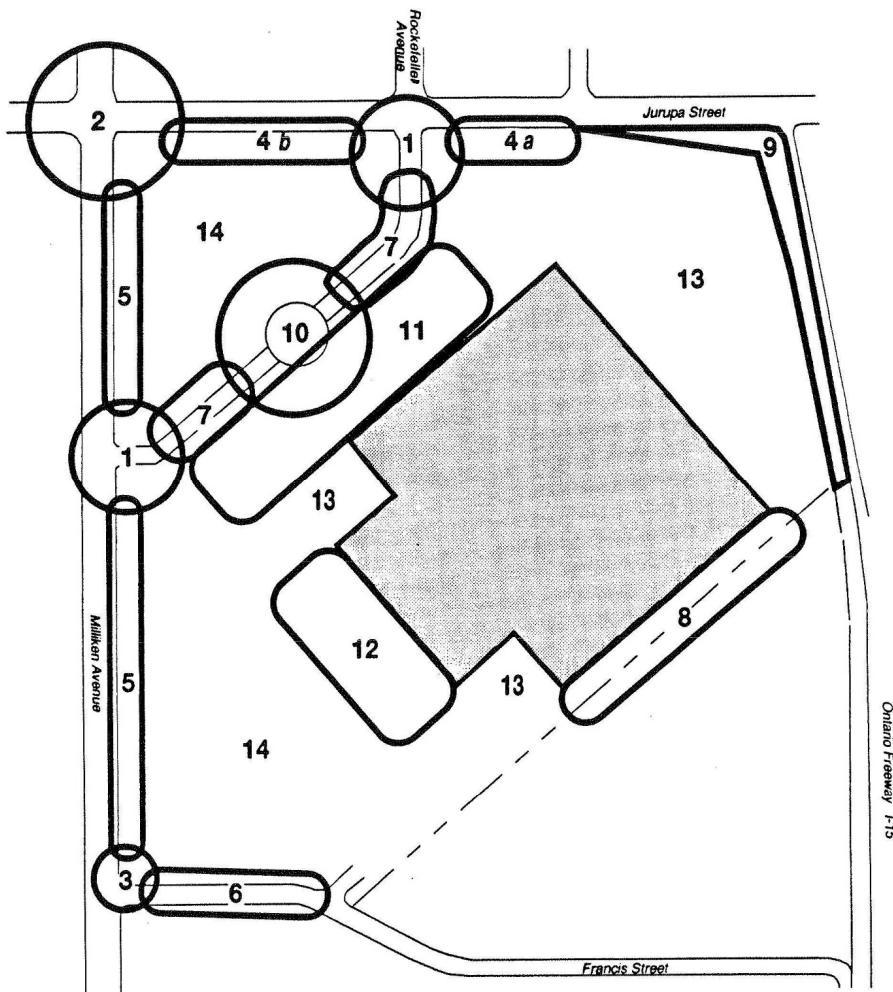 Rockefeller
Avenue
Jurupa Street
2
4 b
1
4 a
9
14
7
13
5
10
11
7
1
13
Milliken Avenue
5
12
8
13
14
Ontario Freeway I-15
3
6
Francis Street